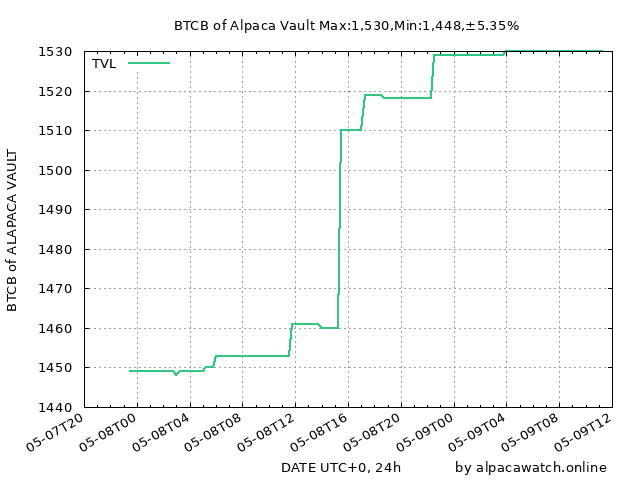 BTCB of Alpaca Vault Max:1,530,Min:1,448,±5.35%
TVL
1530
1520
1510
1500
1490
1480
1470
1460
1450
1440
BTCB of ALAPACA VAULT
05-07T20
05-08T00
05-08T04
05-08T08
05-08T12
05-08T16
05-08T20
05-09T00
05-09T04
05-09T08
05-09T12
DATE UTC+0, 24h
by alpacawatch.online